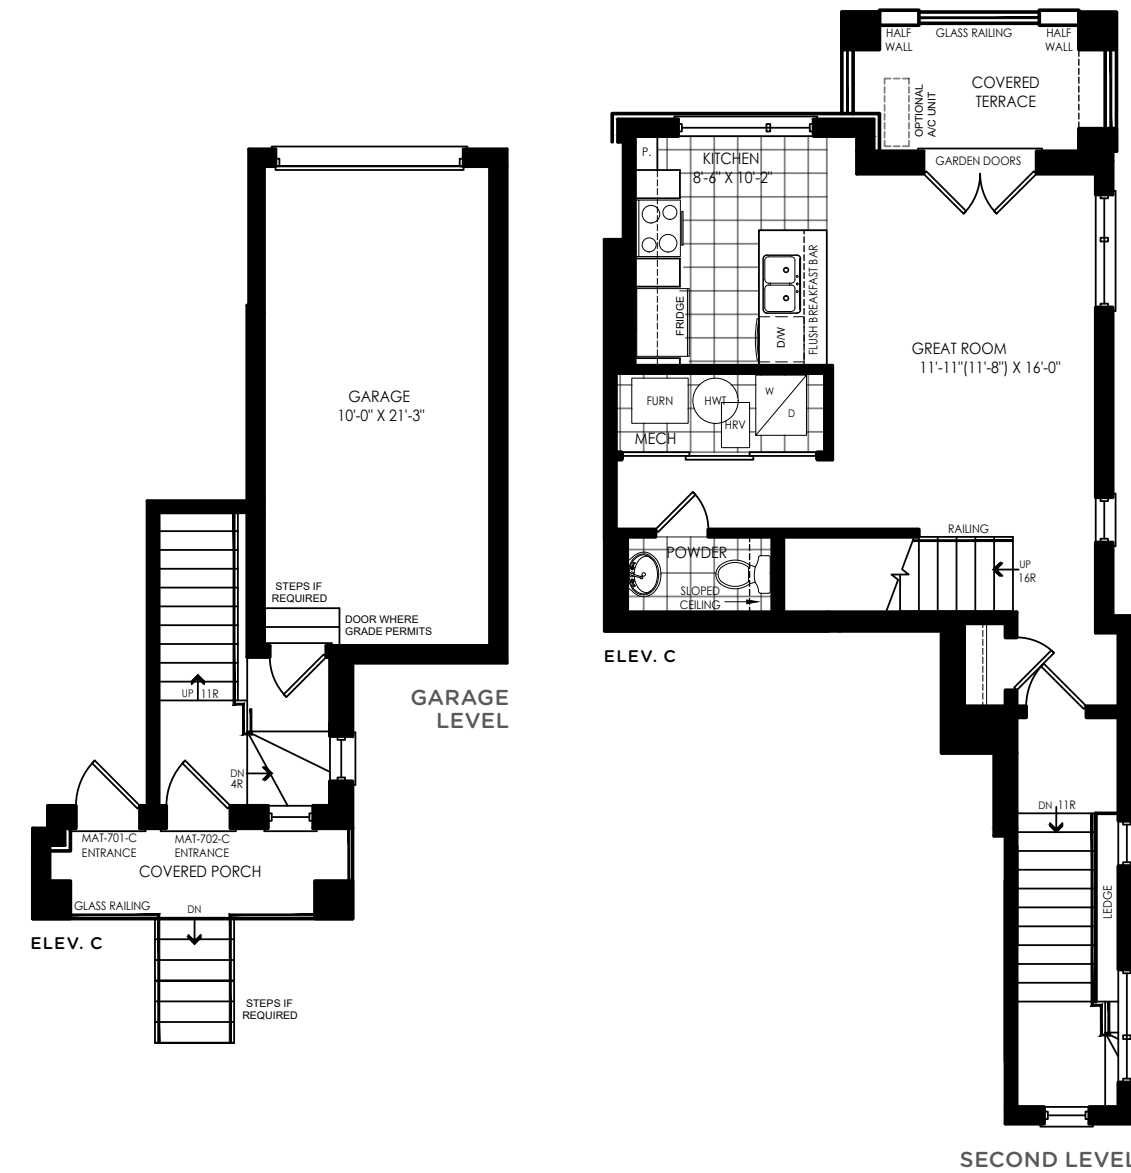 GARAGE
10'-0" X 21'-3"
STEPS IF
REQUIRED
DOOR WHERE
GRADE PERMITS
UP 11R
GARAGE
LEVEL
DN
4R
MAT-701-C
ENTRANCE
MAT-702-C
ENTRANCE
COVERED PORCH
GLASS RAILING
DN
ELEV. C
STEPS IF
REQUIRED
HALF
WALL
GLASS RAILING
HALF
WALL
COVERED
TERRACE
OPTIONAL
A/C UNIT
GARDEN DOORS
P.
KITCHEN
8'-6" X 10'-2"
FLUSH BREAKFAST BAR
FRIDGE
D/W
GREAT ROOM
11'-11"(11'-8") X 16'-0"
FURN
HWT
HRV
W
D
MECH
RAILING
POWDER
UP
16R
SLOPED
CEILING
ELEV. C
DN 11R
LEDGE
SECOND LEVEL